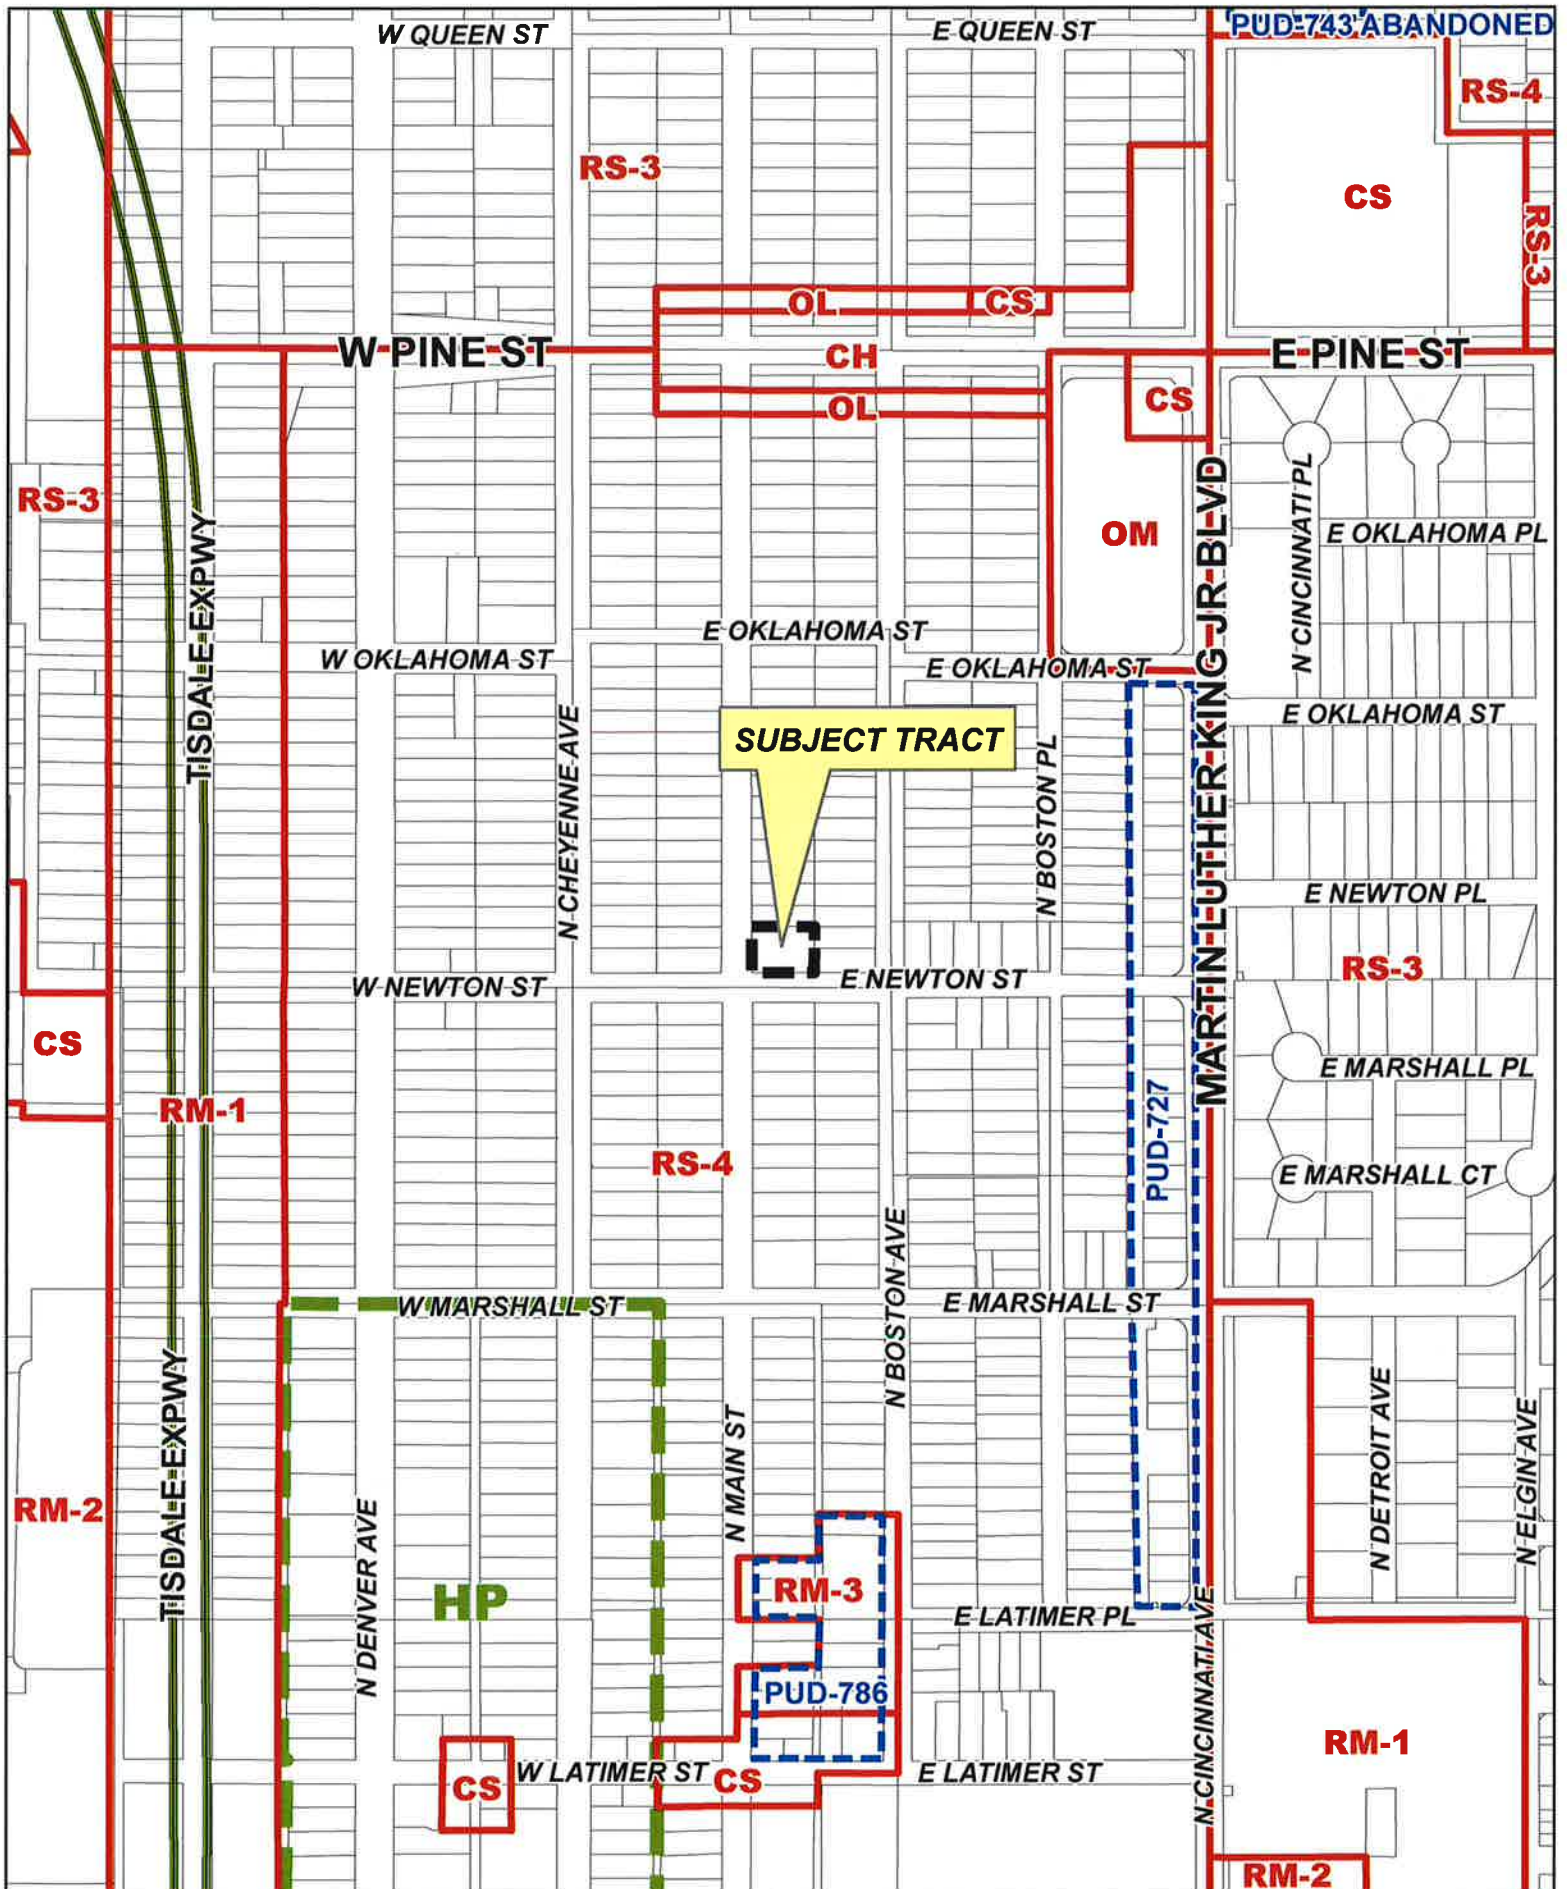 W QUEEN ST
E QUEEN ST
PUD-743 ABANDONED
RS-4
RS-3
CS
RS-3
OL
CS
W PINE ST
CH
E PINE ST
OL
CS
RS-3
OM
N CINCINNATI PL
E OKLAHOMA PL
TISDALE EXPWY
E OKLAHOMA ST
W OKLAHOMA ST
E OKLAHOMA ST
E OKLAHOMA ST
SUBJECT TRACT
N CHEYENNE AVE
N BOSTON PL
MARTIN LUTHER KING JR BLVD
E NEWTON PL
RS-3
W NEWTON ST
E NEWTON ST
CS
E MARSHALL PL
RM-1
PUD-727
RS-4
E MARSHALL CT
W MARSHALL ST
N BOSTON AVE
E MARSHALL ST
TISDALE EXPWY
N MAIN ST
N DETROIT AVE
N ELGIN AVE
RM-2
N DENVER AVE
HP
RM-3
E LATIMER PL
PUD-786
N CINCINNATI AVE
RM-1
CS
W LATIMER ST
CS
E LATIMER ST
RM-2